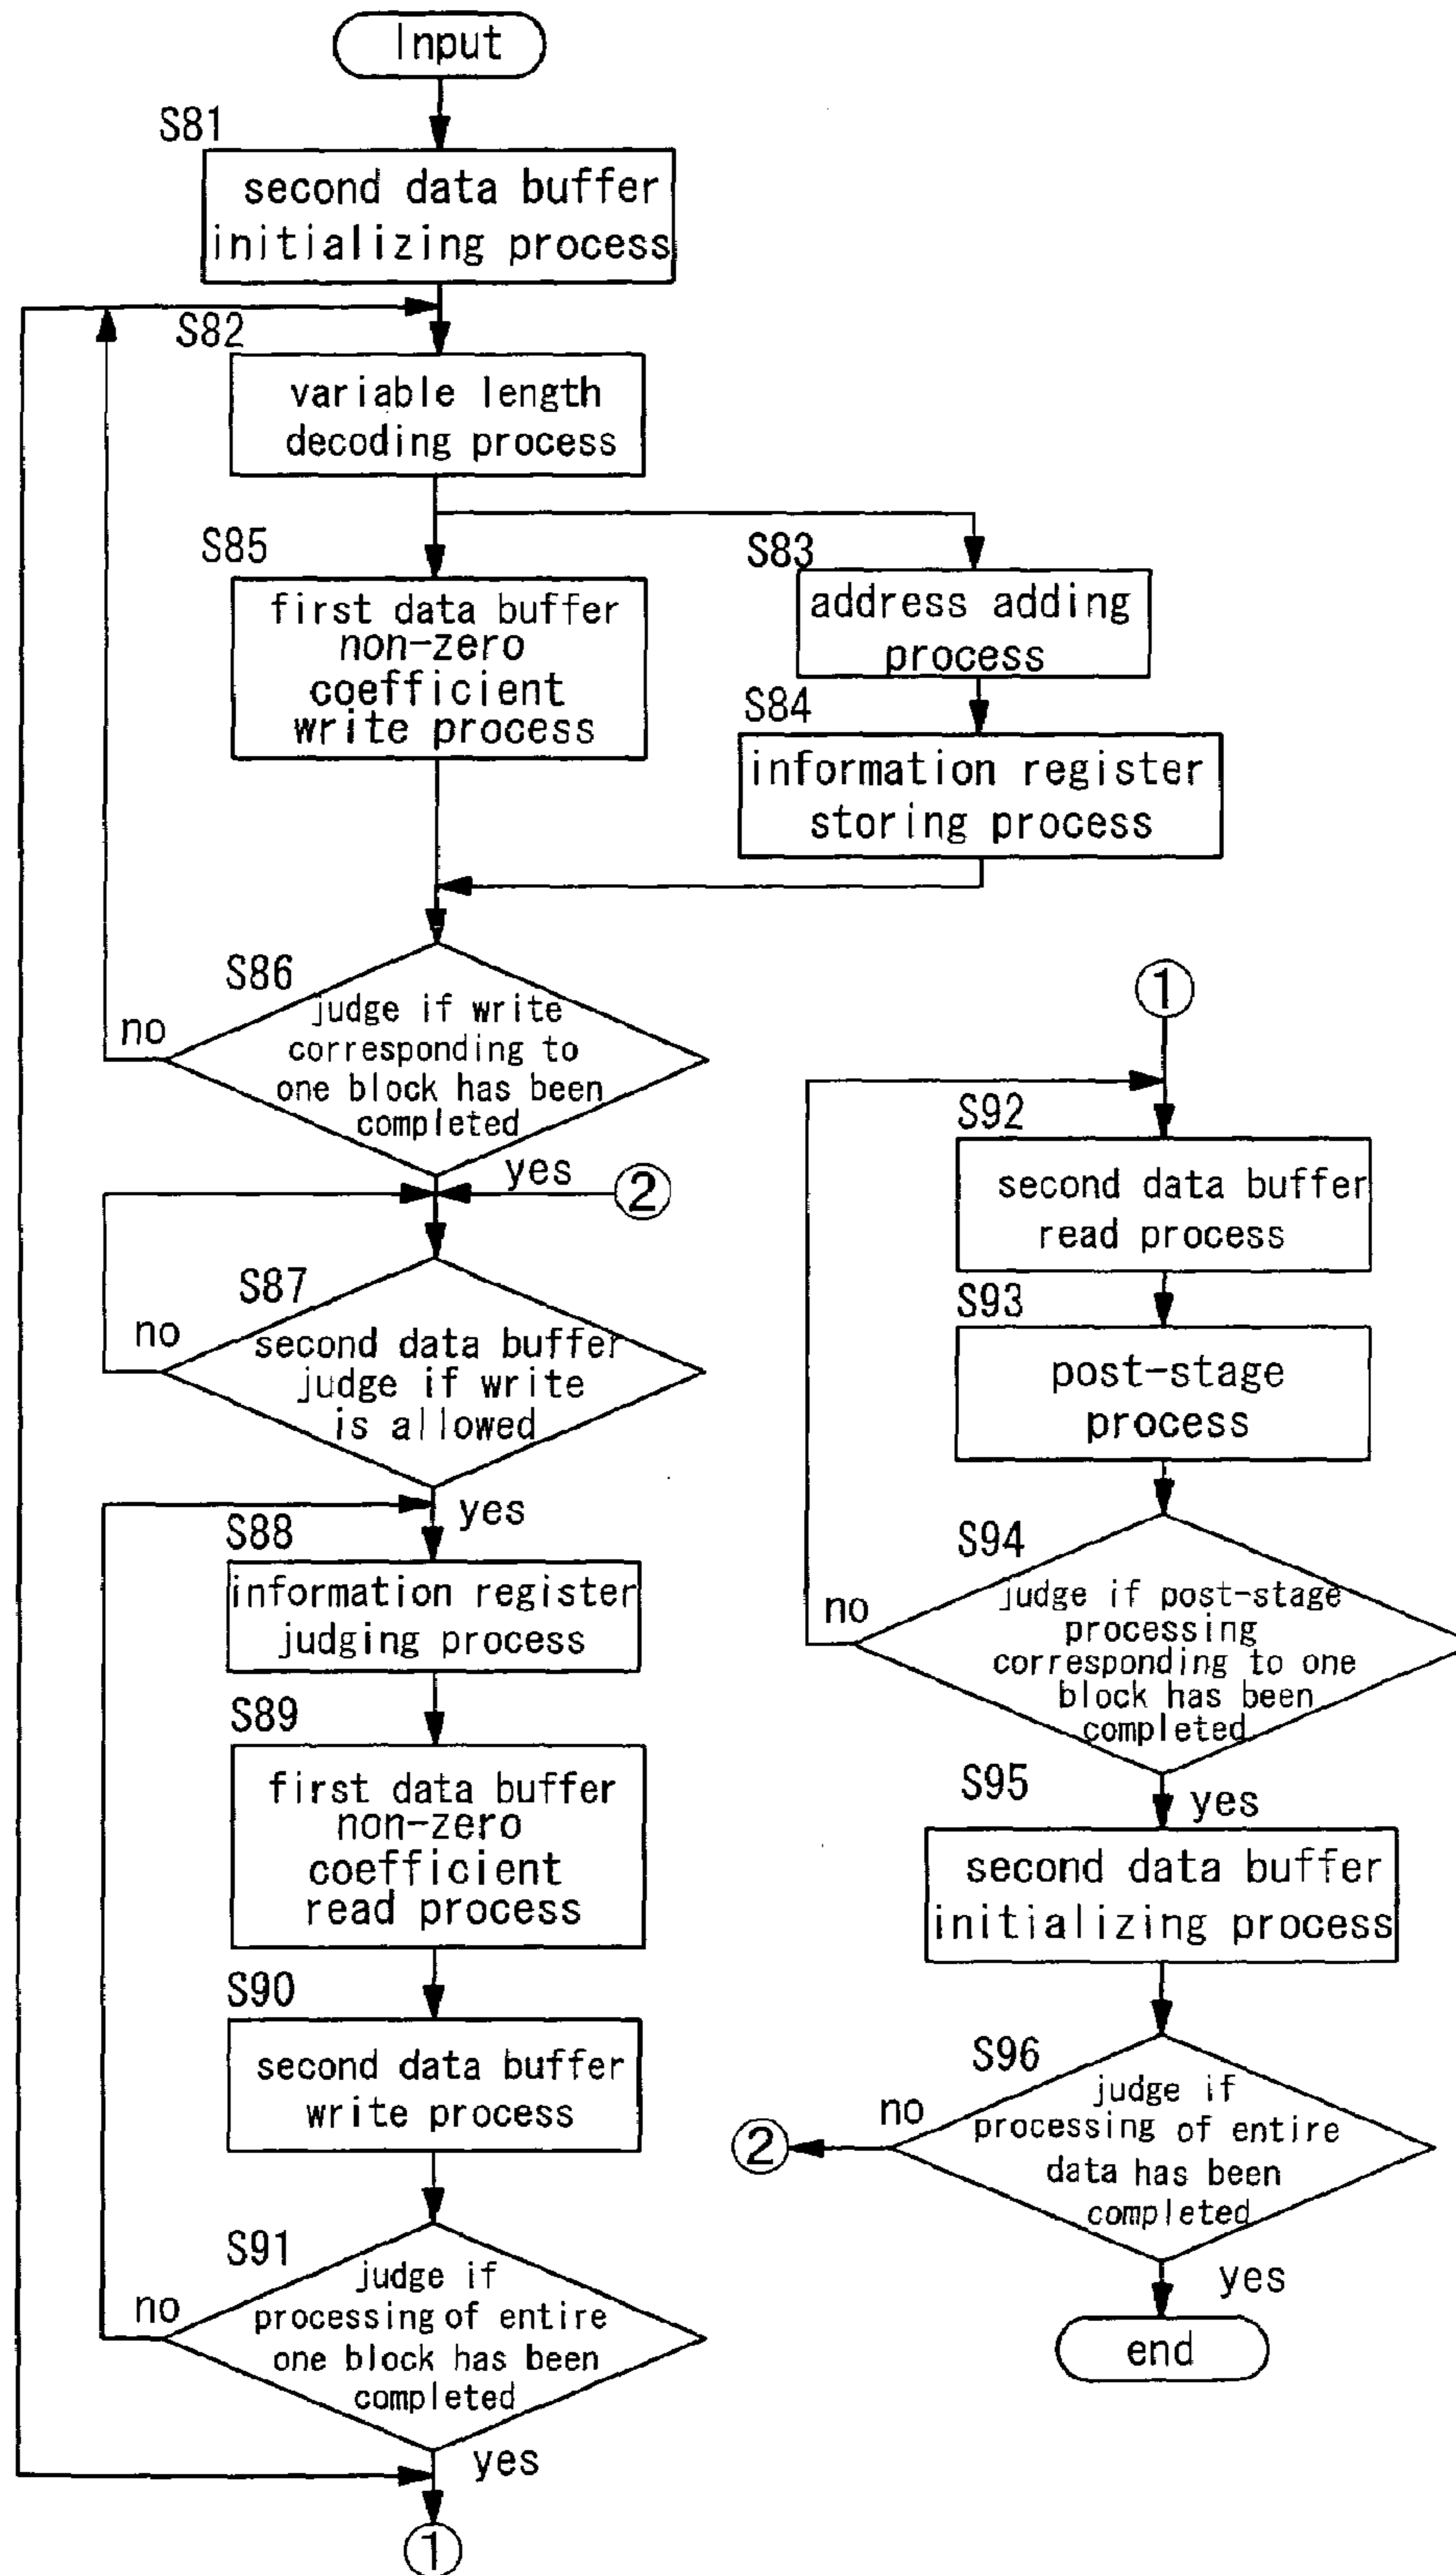 Input
S81
second data buffer
initializing process
S82
variable length
decoding process
S85
first data buffer
non-zero
coefficient
write process
S83
address adding
process
S84
information register
storing process
S86
judge if write
corresponding to
one block has been
completed
no
yes
②
S87
second data buffer
judge if write
is allowed
no
yes
S88
information register
judging process
S89
first data buffer
non-zero
coefficient
read process
S90
second data buffer
write process
S91
judge if
processing of entire
one block has been
completed
no
yes
①
①
S92
second data buffer
read process
S93
post-stage
process
S94
judge if post-stage
processing
corresponding to one
block has been
completed
no
yes
S95
second data buffer
initializing process
S96
judge if
processing of entire
data has been
completed
no
②
yes
end